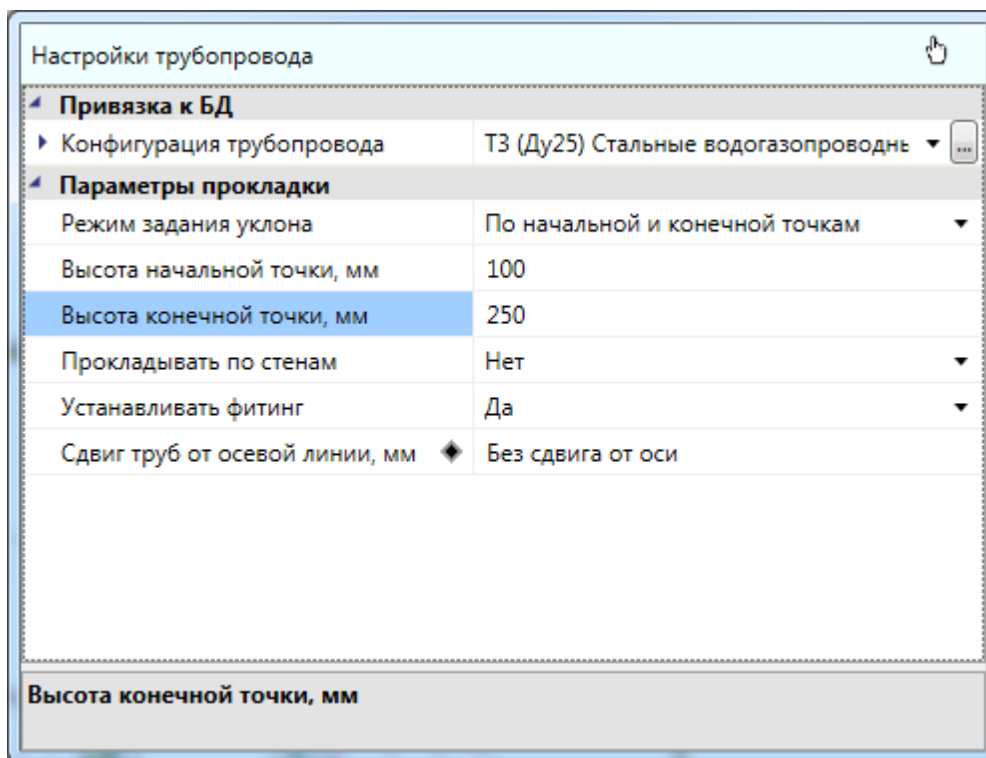 Настройки трубопровода
Привязка к БД
Конфигурация трубопровода Т3 (Ду25) Стальные водогазопроводнь ...
Параметры прокладки
Режим задания уклона По начальной и конечной точкам
Высота начальной точки, мм 100
Высота конечной точки, мм 250
Прокладывать по стенам Нет
Устанавливать фитинг Да
Сдвиг труб от осевой линии, мм Без сдвига от оси
Высота конечной точки, мм